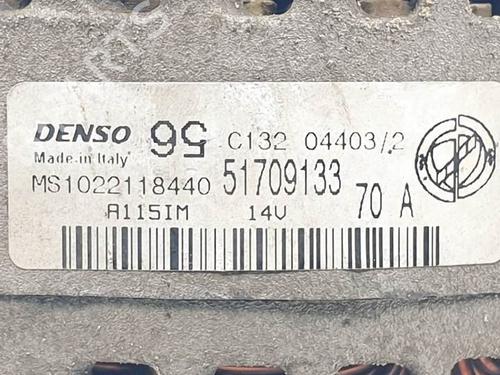 DENSO 95 C132 04403/2
Made in Italy
MS1022118440 51709133 70 A
A115IM 14V